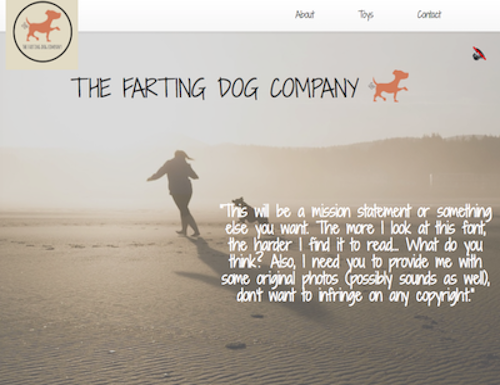 About Toys Contact
THE FARTING DOG COMPANY
THE FARTING DOG COMPANY
"This will be a mission statement or something
else you want. The more I look at this font,
the harder I find it to read... What do you
think? Also, I need you to provide me with
some original photos (possibly sounds as well),
don't want to infringe on any copyright."